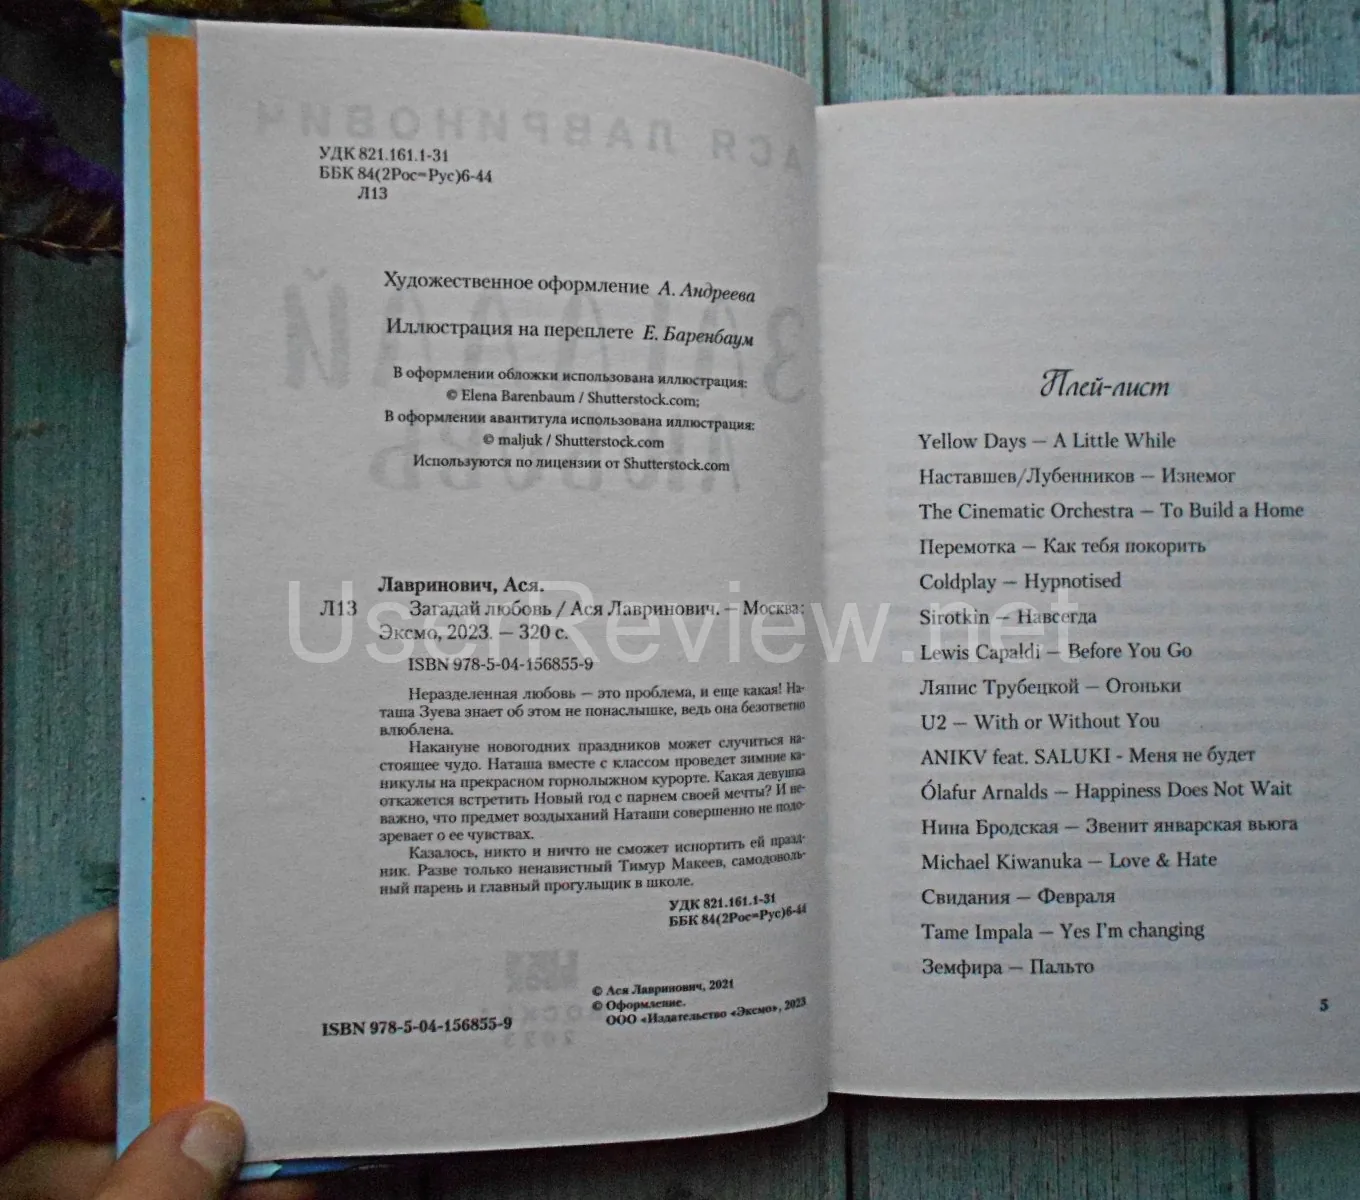 УДК 821.161.1-31
ББК 84(2Рос=Рус)6-44
Л13
Художественное оформление А. Андреева
Иллюстрация на переплете Е. Баренбаум
В оформлении обложки использована иллюстрация:
© Elena Barenbaum / Shutterstock.com;
В оформлении авантитула использована иллюстрация:
© maljuk / Shutterstock.com
Используются по лицензии от Shutterstock.com
Лавринович, Ася.
Л13 Загадай любовь / Ася Лавринович. — Москва:
Эксмо, 2023. — 320 с.
ISBN 978-5-04-156855-9
Неразделенная любовь — это проблема, и еще какая! На-
таша Зуева знает об этом не понаслышке, ведь она безответно
влюблена.
Накануне новогодних праздников может случиться на-
стоящее чудо. Наташа вместе с классом проведет зимние ка-
никулы на прекрасном горнолыжном курорте. Какая девушка
откажется встретить Новый год с парнем своей мечты? И не-
важно, что предмет воздыханий Наташи совершенно не подо-
зревает о ее чувствах.
Казалось, никто и ничто не сможет испортить ей празд-
ник. Разве только ненавистный Тимур Макеев, самодоволь-
ный парень и главный прогульщик в школе.
УДК 821.161.1-31
ББК 84(2Рос=Рус)6-44
© Ася Лавринович, 2021
© Оформление.
ООО «Издательство «Эксмо», 2023
ISBN 978-5-04-156855-9
Плей-лист
Yellow Days — A Little While
Наставшев/Лубенников — Изнемог
The Cinematic Orchestra — To Build a Home
Перемотка — Как тебя покорить
Coldplay — Hypnotised
Sirotkin — Навсегда
Lewis Capaldi — Before You Go
Ляпис Трубецкой — Огоньки
U2 — With or Without You
ANIKV feat. SALUKI - Меня не будет
Ólafur Arnalds — Happiness Does Not Wait
Нина Бродская — Звенит январская вьюга
Michael Kiwanuka — Love & Hate
Свидания — Февраля
Tame Impala — Yes I'm changing
Земфира — Пальто
5
UserReview.net